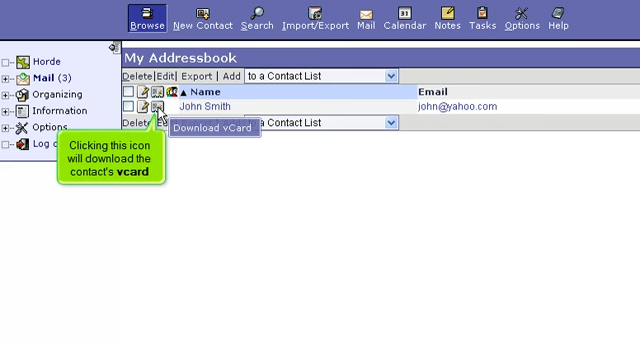 Browse New Contact Search Import/Export Mail Calendar Notes Tasks Options Help
Horde
Mail (3)
Organizing
Information
Options
My Addressbook
Delete| Edit| Export | Add to a Contact List
▲ Name Email
John Smith john@yahoo.com
to a Contact List
Download vCard
Clicking this icon
will download the
contact's vcard